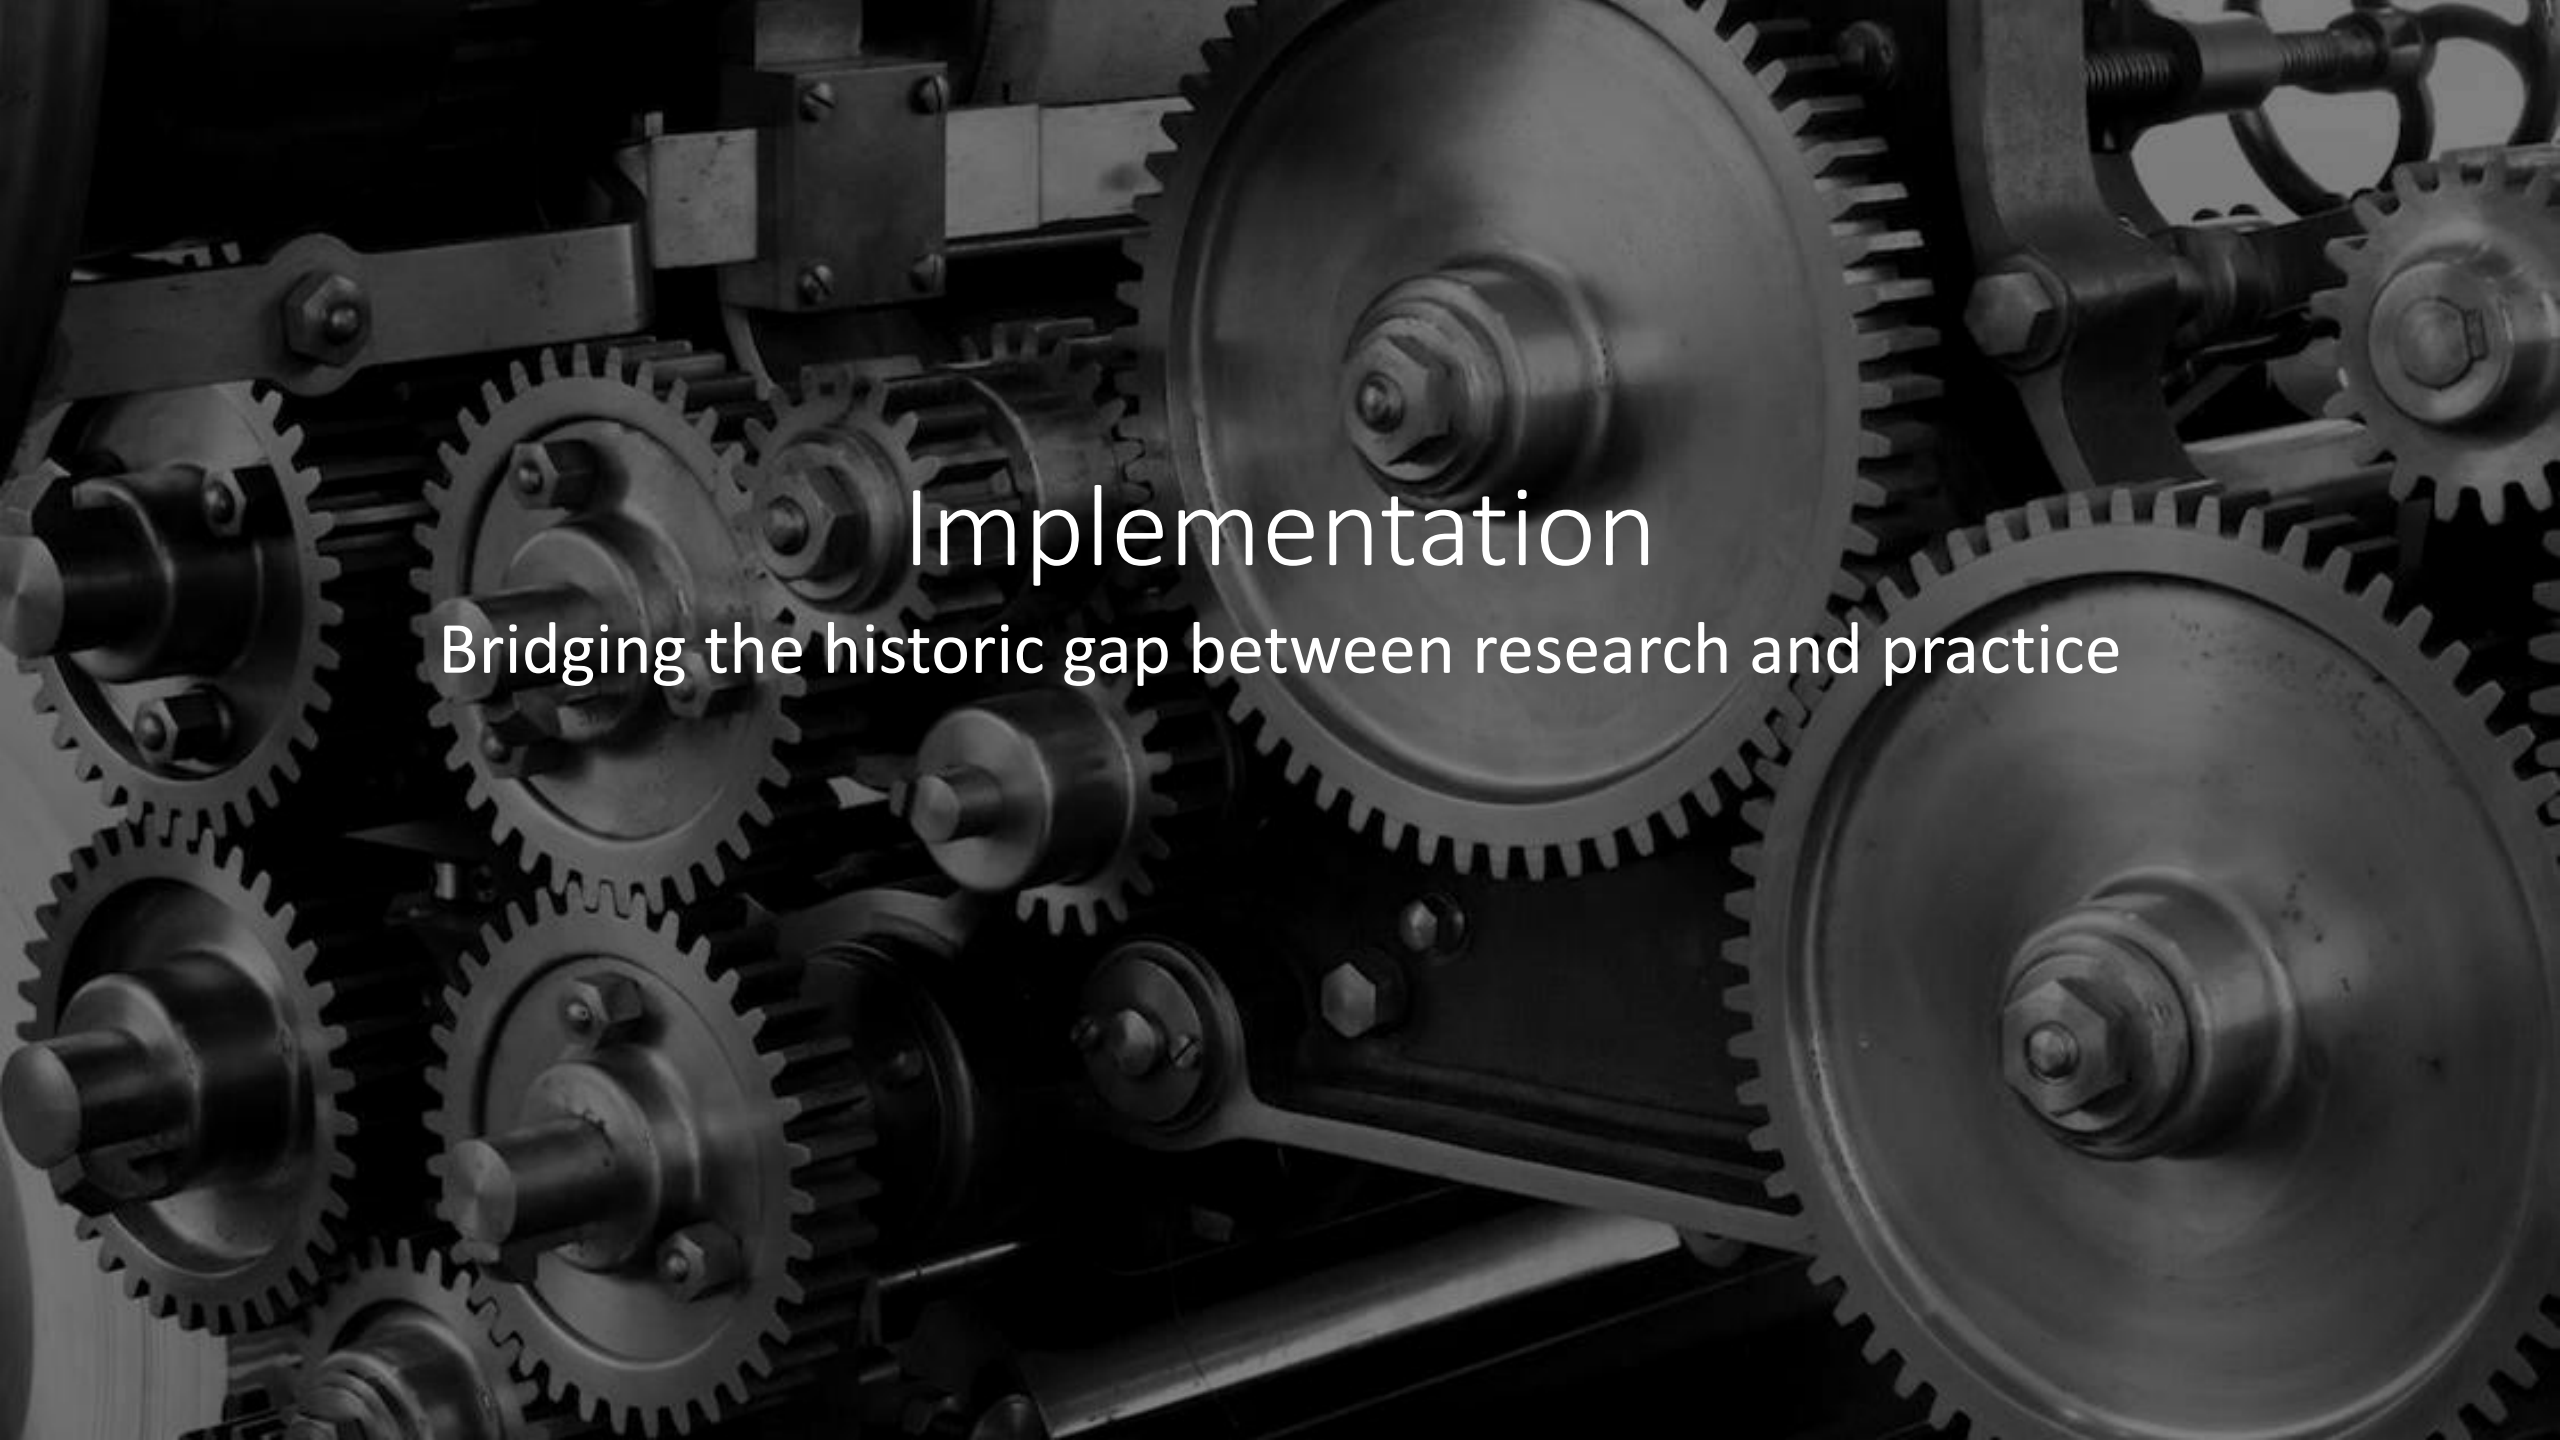 Implementation
Bridging the historic gap between research and practice